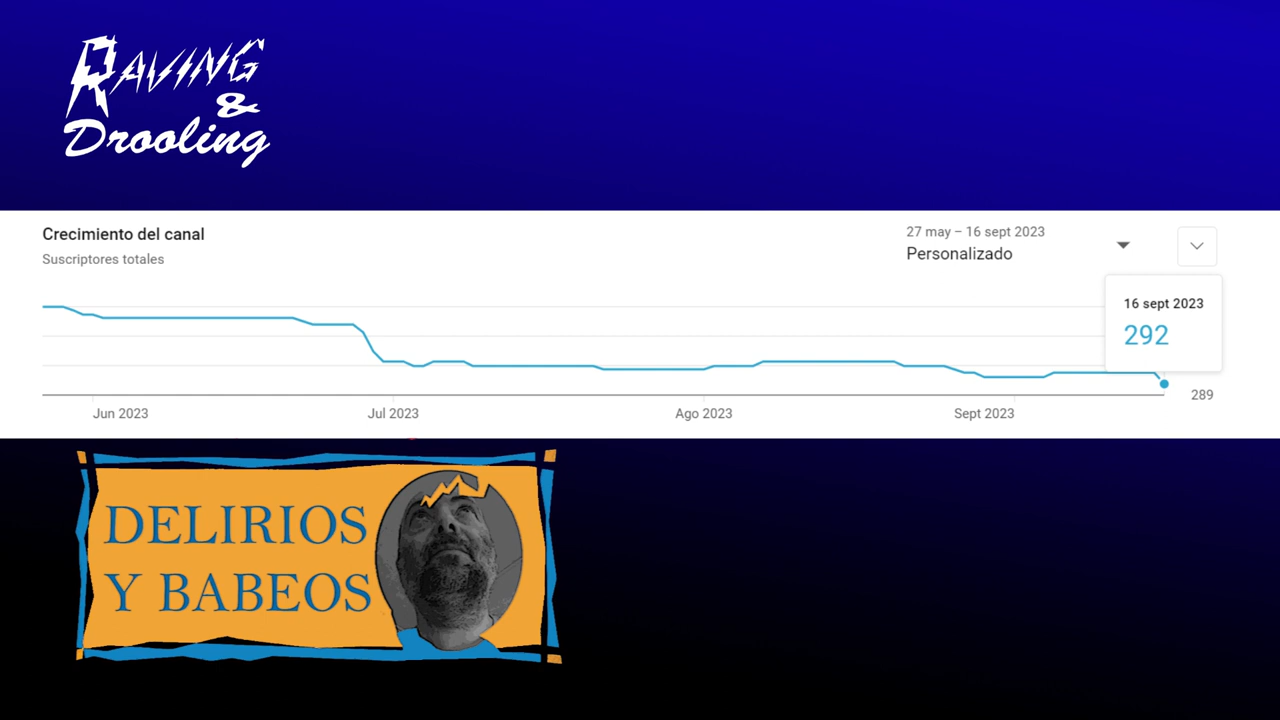 RAVING
&
Drooling
Crecimiento del canal
Suscriptores totales
27 may – 16 sept 2023
Personalizado
16 sept 2023
292
289
Jun 2023
Jul 2023
Ago 2023
Sept 2023
DELIRIOS
Y BABEOS